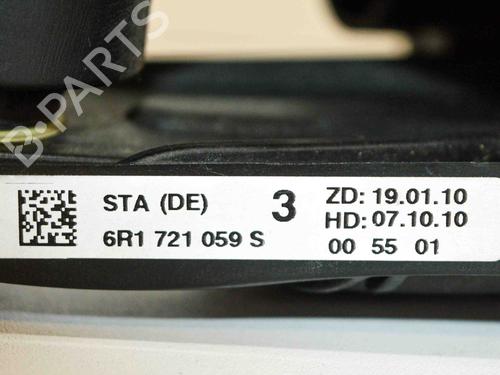 B-PARTS
STA (DE) 3 ZD: 19.01.10
6R1 721 059 S HD: 07.10.10
00 55 01